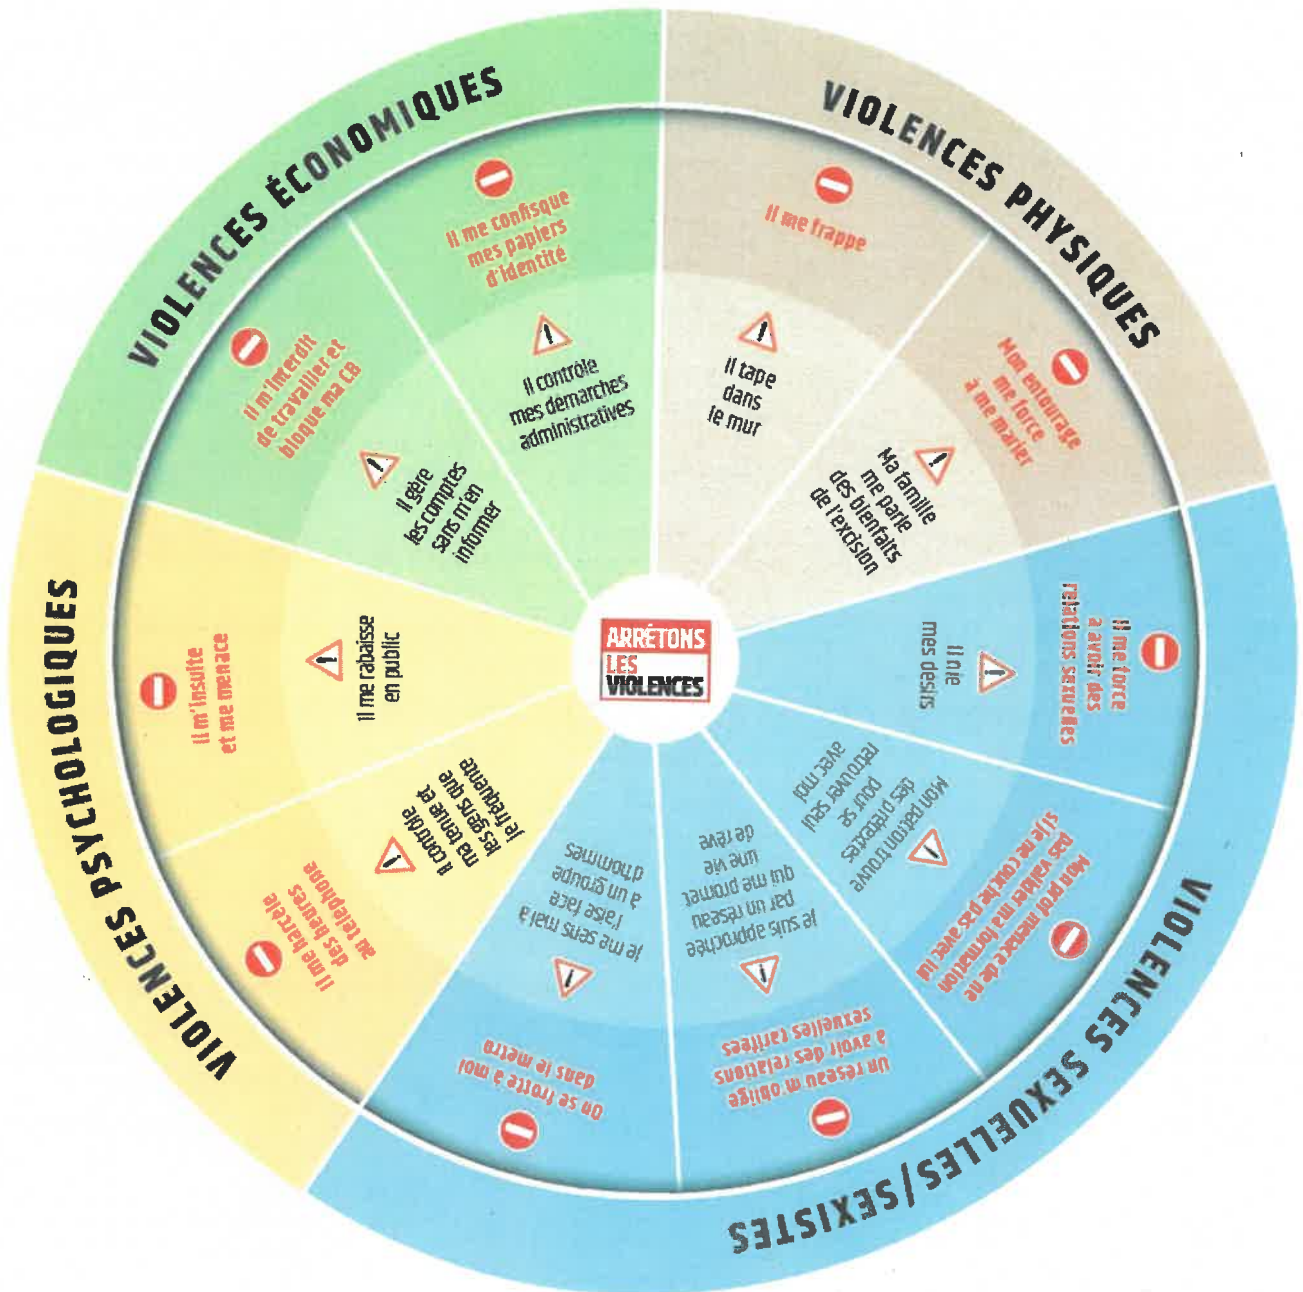 VIOLENCES ÉCONOMIQUES
Il me confisque
mes papiers
d'identité
Il contrôle
mes démarches
administratives
Il m'interdit
de travailler et
bloque ma CB
Il gère
les comptes
sans m'en
informer
VIOLENCES PHYSIQUES
Il me frappe
Il tape
dans
le mur
Mon entourage
me force
à me marier
Ma famille
me parle
des bienfaits
de l'excision
VIOLENCES SEXUELLES/SEXISTES
Il me force
à avoir des
relations sexuelles
Il nie
mes désirs
Mon prof menace de ne
pas valider ma formation
si je ne couche pas avec lui
Mon patron trouve
des prétextes
pour se
retrouver seul
avec moi
Un réseau m'oblige
à avoir des relations
sexuelles tarifées
Je suis approchée
par un réseau
qui me promet
une vie
de rêve
On se frotte à moi
dans le métro
Je me sens mal à
l'aise face
à un groupe
d'hommes
VIOLENCES PSYCHOLOGIQUES
Il me harcèle
des heures
au téléphone
Il contrôle
ma tenue et
les gens que
je fréquente
Il m'insulte
et me menace
Il me rabaisse
en public
ARRÊTONS
LES
VIOLENCES